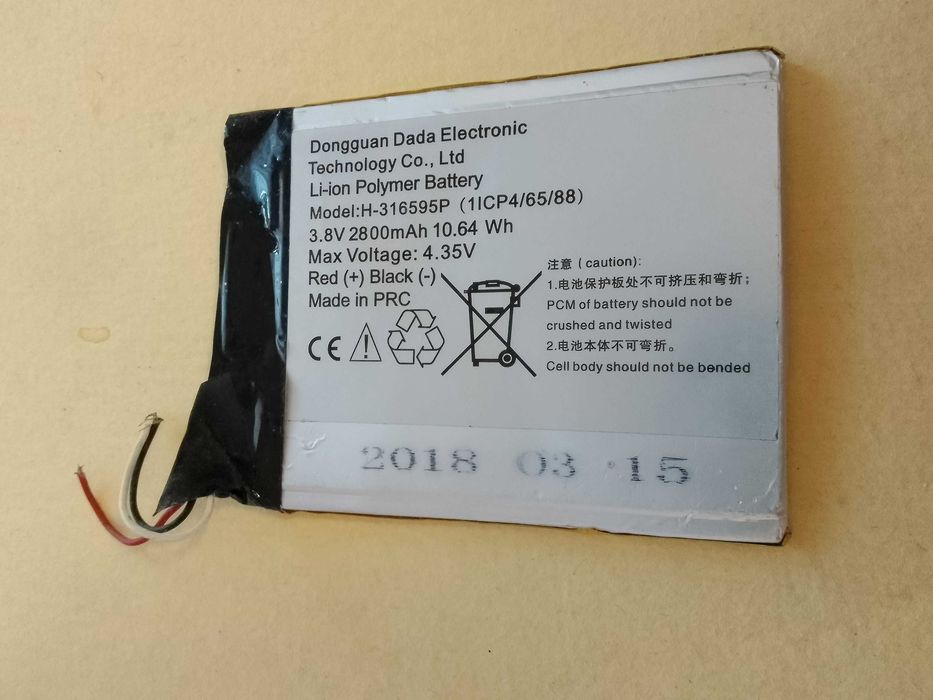 Dongguan Dada Electronic
Technology Co., Ltd
Li-ion Polymer Battery
Model:H-316595P (1ICP4/65/88)
3.8V 2800mAh 10.64 Wh
Max Voltage: 4.35V
Red (+) Black (-)
Made in PRC
CE
注意 ( caution):
1.电池保护板处不可挤压和弯折；
PCM of battery should not be
crushed and twisted
2.电池本体不可弯折。
Cell body should not be bended
2018 03 15